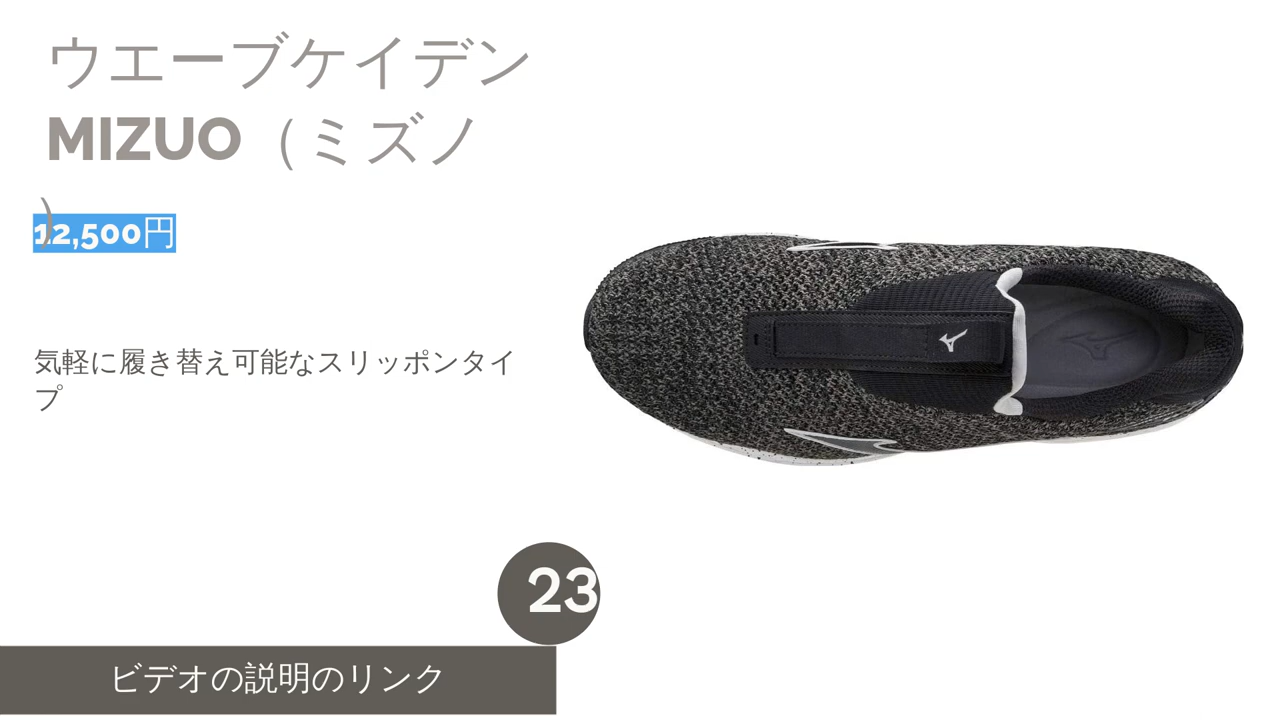 ウエーブケイデン
MIZUO（ミズノ
）
12,500円
気軽に履き替え可能なスリッポンタイ
プ
23
ビデオの説明のリンク